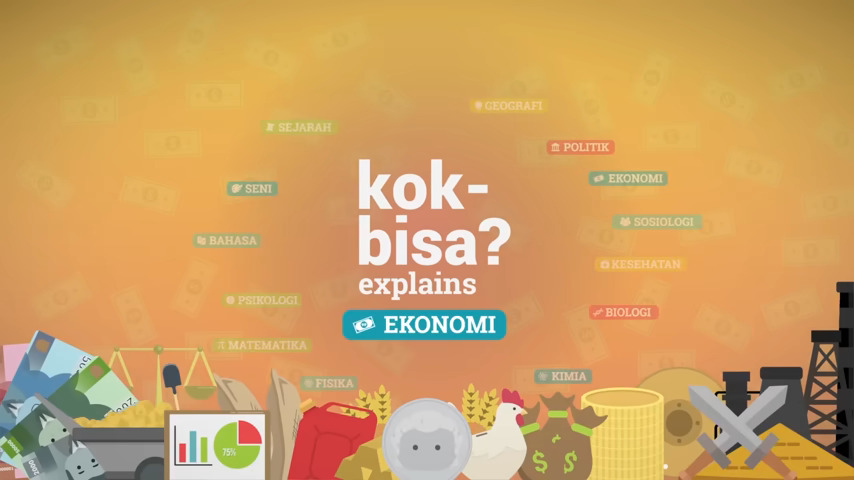 GEOGRAFI
SEJARAH
POLITIK
EKONOMI
SENI
SOSIOLOGI
BAHASA
KESEHATAN
PSIKOLOGI
BIOLOGI
MATEMATIKA
FISIKA
KIMIA
kok-
bisa?
explains
EKONOMI
75%
$ $